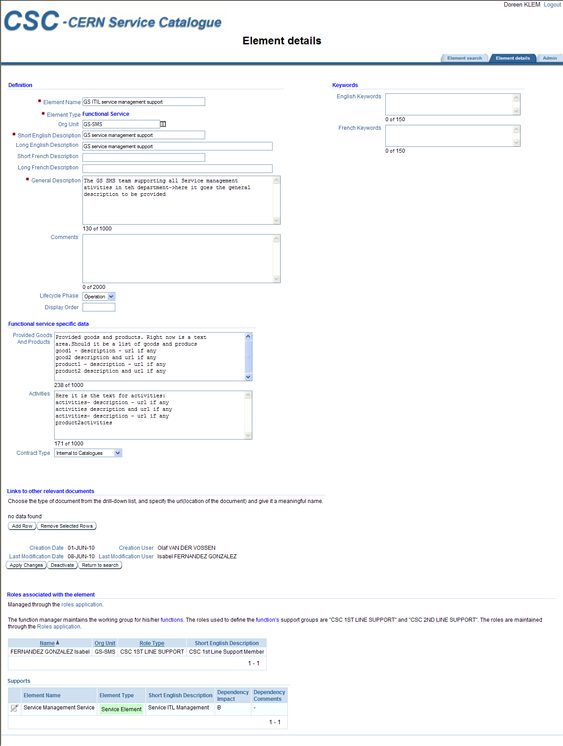 Doreen KLEM Logout
CSC -CERN Service Catalogue
Element details
Element search Element details Admin
Definition
* Element Name GS ITIL service management support
* Element Type Functional Service
Org Unit GS-SMS
* Short English Description GS service management support
Long English Description GS service management support
Short French Description
Long French Description
* General Description The GS SMS team supporting all Service management
ativities in teh department->here it goes the general
description to be provided
130 of 1000
Comments
0 of 2000
Lifecycle Phase Operation
Display Order
Keywords
English Keywords
0 of 150
French Keywords
0 of 150
Functional service specific data
Provided Goods And Products
Provided goods and products. Right now is a text
area.Should it be a list of goods and producs
good1 - description - url if any
good2 description and url if any
product1 - description - url if any
product2 description and url if any
238 of 1000
Activities Here it is the text for activities:
activities- description - url if any
activities description and url if any
activities- description - url if any
product2activities
171 of 1000
Contract Type Internal to Catalogues
Links to other relevant documents
Choose the type of document from the drill-down list, and specify the url(location of the document) and give it a meaningful name.
no data found
Add Row Remove Selected Rows
Creation Date 01-JUN-10 Creation User Olaf VAN DER VOSSEN
Last Modification Date 08-JUN-10 Last Modification User Isabel FERNANDEZ GONZALEZ
Apply Changes Deactivate Return to search
Roles associated with the element
Managed through the roles application.
The function manager maintains the working group for his/her functions. The roles used to define the function's support groups are "CSC 1ST LINE SUPPORT" and "CSC 2ND LINE SUPPORT". The roles are maintained
through the Roles application.
Name Org Unit Role Type Short English Description
FERNANDEZ GONZALEZ Isabel GS-SMS CSC 1ST LINE SUPPORT CSC 1st Line Support Member
1 - 1
Supports
Element Name Element Type Short English Description Dependency Impact Dependency Comments
Service Management Service Service Element Service ITL Management B -
1 - 1